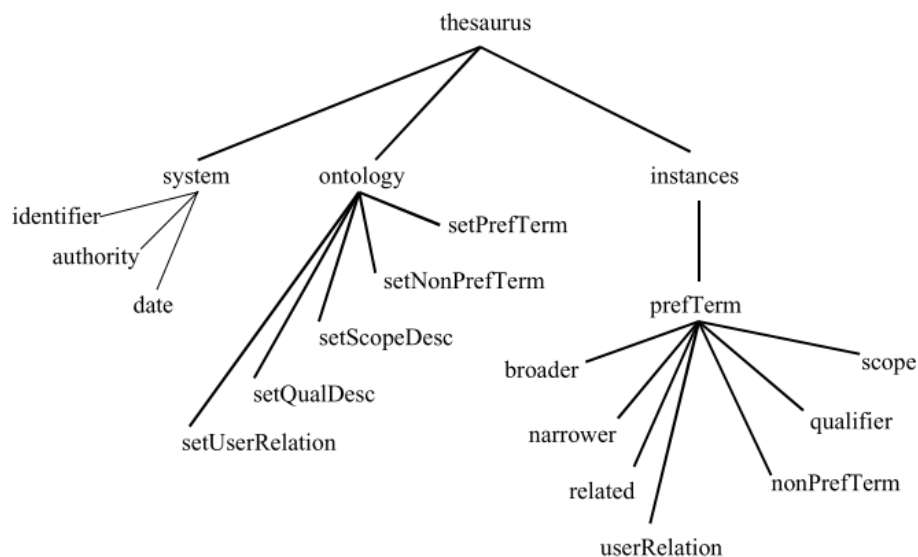 thesaurus
system
ontology
instances
identifier
authority
date
setPrefTerm
setNonPrefTerm
setScopeDesc
setQualDesc
setUserRelation
prefTerm
broader
narrower
related
userRelation
nonPrefTerm
qualifier
scope